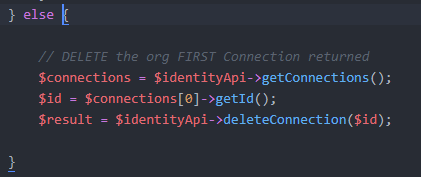 } else {
// DELETE the org FIRST Connection returned
$connections = $identityApi->getConnections();
$id = $connections[0]->getId();
$result = $identityApi->deleteConnection($id);
}